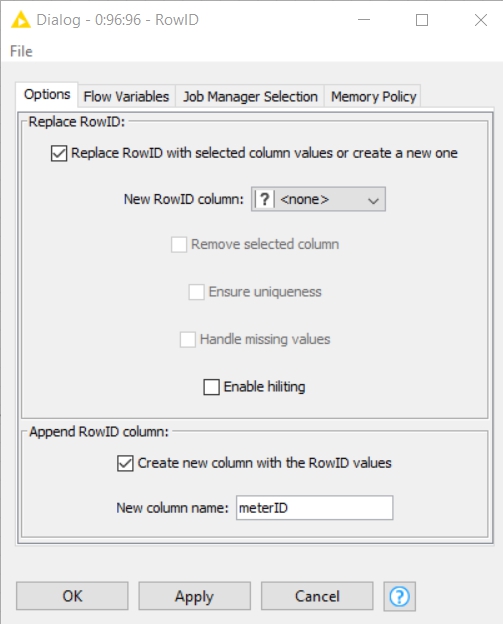 Dialog - 0:96:96 - RowID
File
Options Flow Variables Job Manager Selection Memory Policy
Replace RowID:
Replace RowID with selected column values or create a new one
New RowID column: ? <none>
Remove selected column
Ensure uniqueness
Handle missing values
Enable hiliting
Append RowID column:
Create new column with the RowID values
New column name: meterID
OK Apply Cancel ?